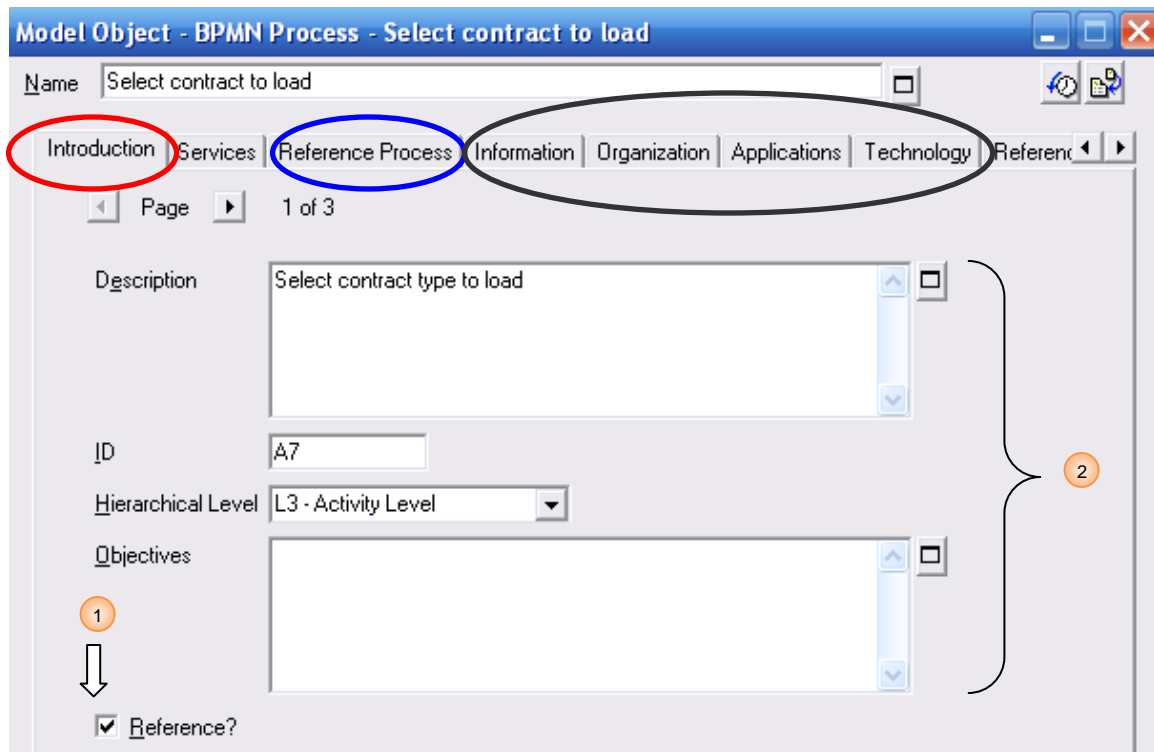 Model Object - BPMN Process - Select contract to load
Name Select contract to load
Introduction Services Reference Process Information Organization Applications Technology Referenc
Page 1 of 3
Description Select contract type to load
ID A7
Hierarchical Level L3 - Activity Level
2
Objectives
1
Reference?